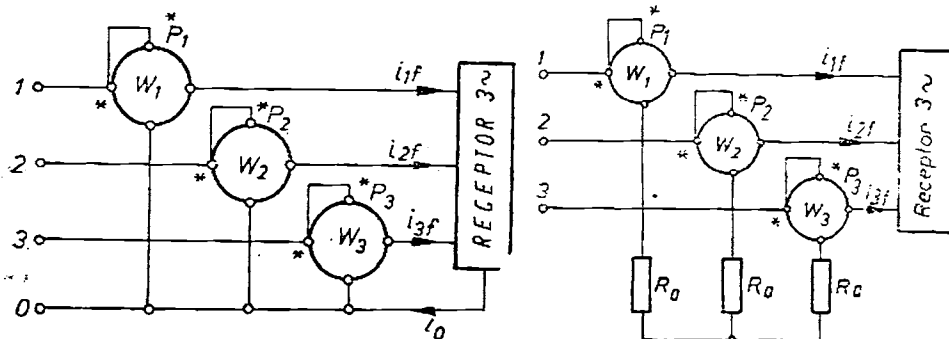 * P1
1 W1 i1f
*
* P2
2 W2 i2f
*
* P3
3 W3 i3f
*
0 i0
RECEPTOR 3~
* P1
1 W1 i1f
*
* P2
2 W2 i2f
*
* P3
3 W3 i3f
*
R0 R0 R0
Receptor 3~